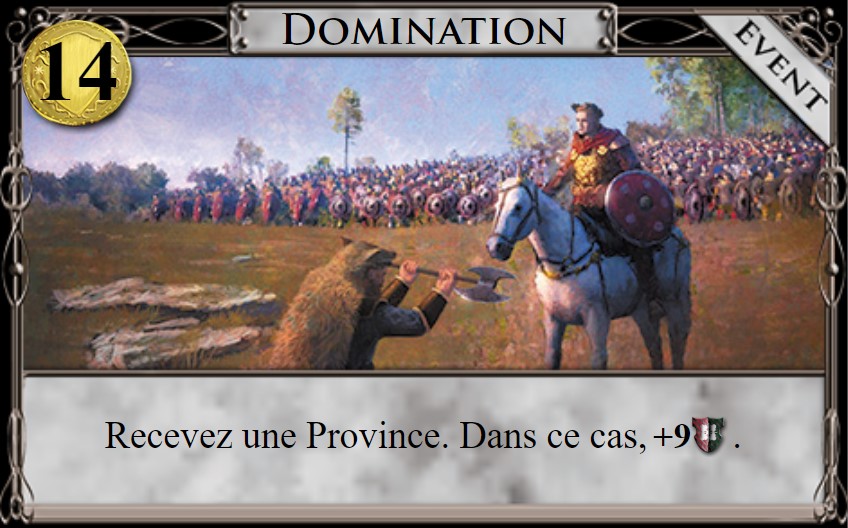 DOMINATION
14
EVENT
Recevez une Province. Dans ce cas, +9 .